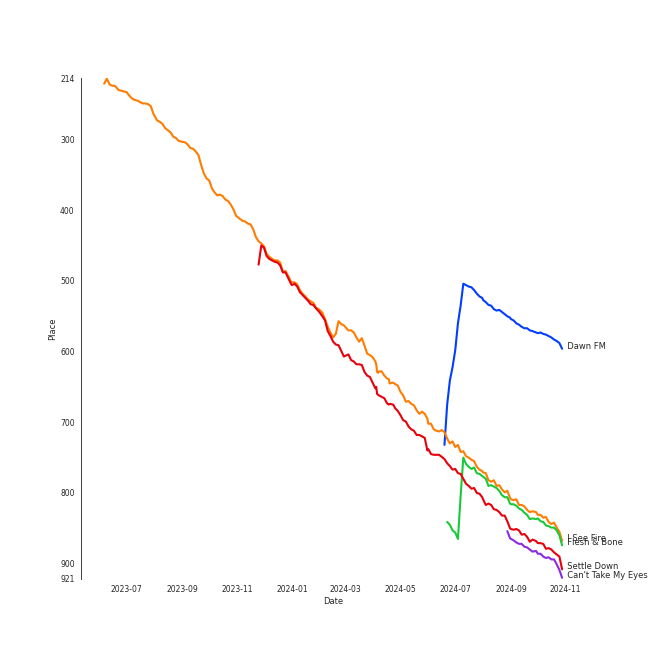 214
300
400
500
600
700
800
900
921
Place
2023-07
2023-09
2023-11
2024-01
2024-03
2024-05
2024-07
2024-09
2024-11
Date
Dawn FM
I See Fire
Flesh & Bone
Settle Down
Can't Take My Eyes